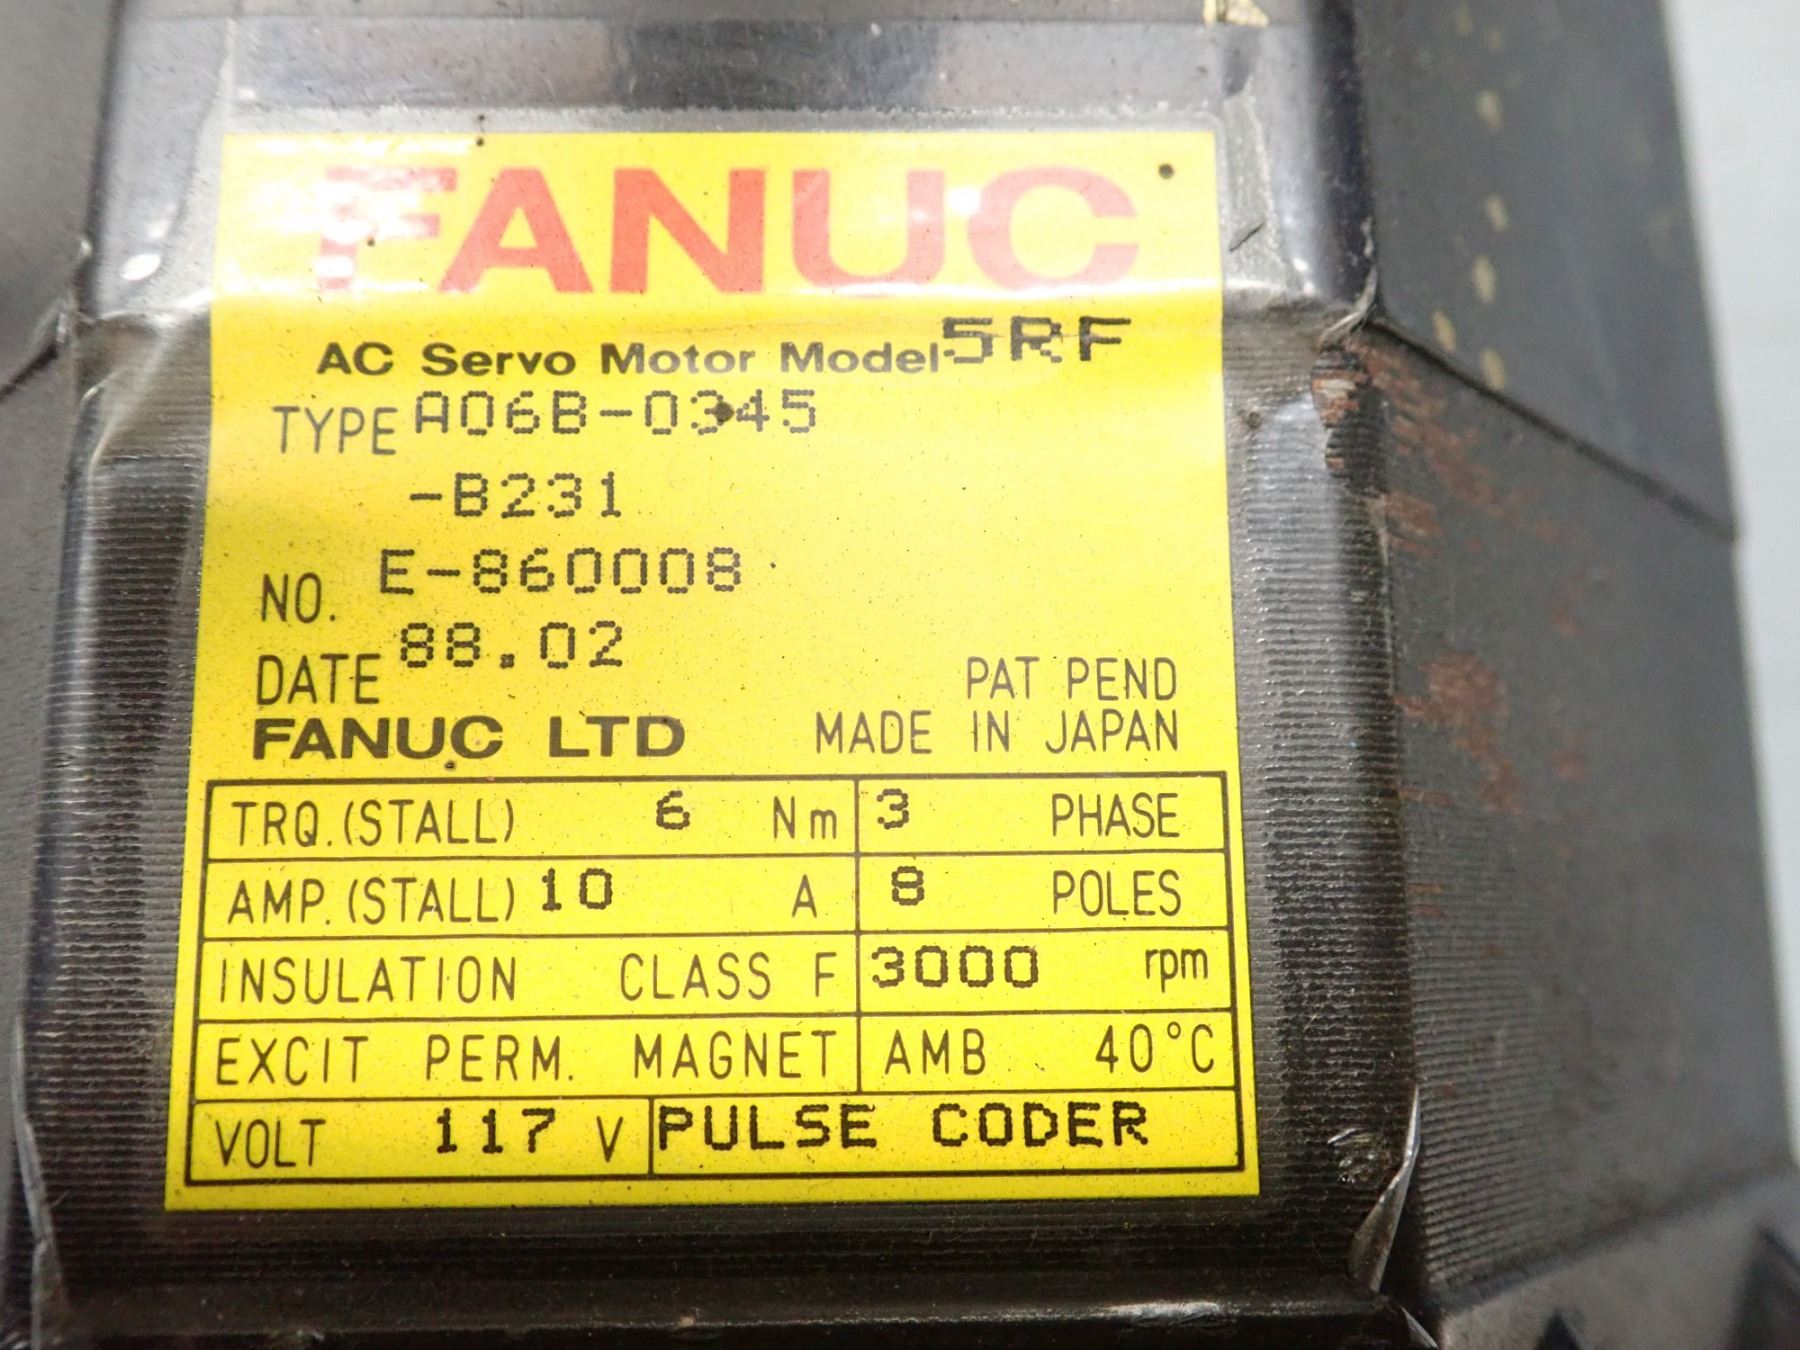 FANUC
AC Servo Motor Model 5RF
TYPE A06B-0345
-B231
NO. E-860008
DATE 88.02
PAT PEND
FANUC LTD MADE IN JAPAN
TRQ. (STALL) 6 Nm 3 PHASE
AMP. (STALL) 10 A 8 POLES
INSULATION CLASS F 3000 rpm
EXCIT PERM. MAGNET AMB 40°C
VOLT 117 V PULSE CODER